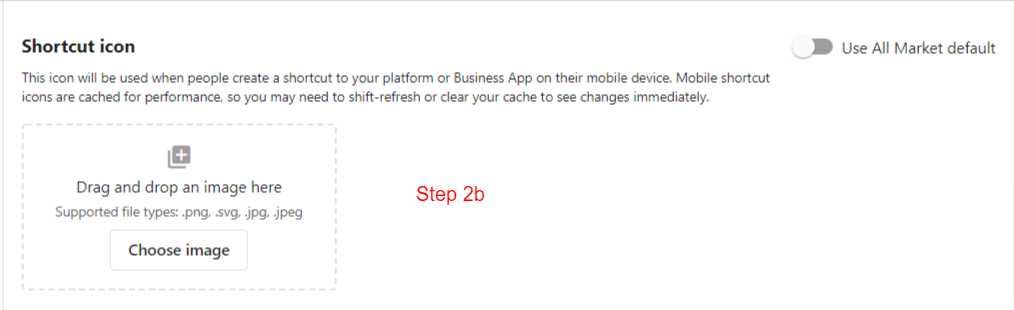 Shortcut icon
Use All Market default
This icon will be used when people create a shortcut to your platform or Business App on their mobile device. Mobile shortcut
icons are cached for performance, so you may need to shift-refresh or clear your cache to see changes immediately.
Drag and drop an image here
Supported file types: .png, .svg, .jpg, .jpeg
Choose image
Step 2b